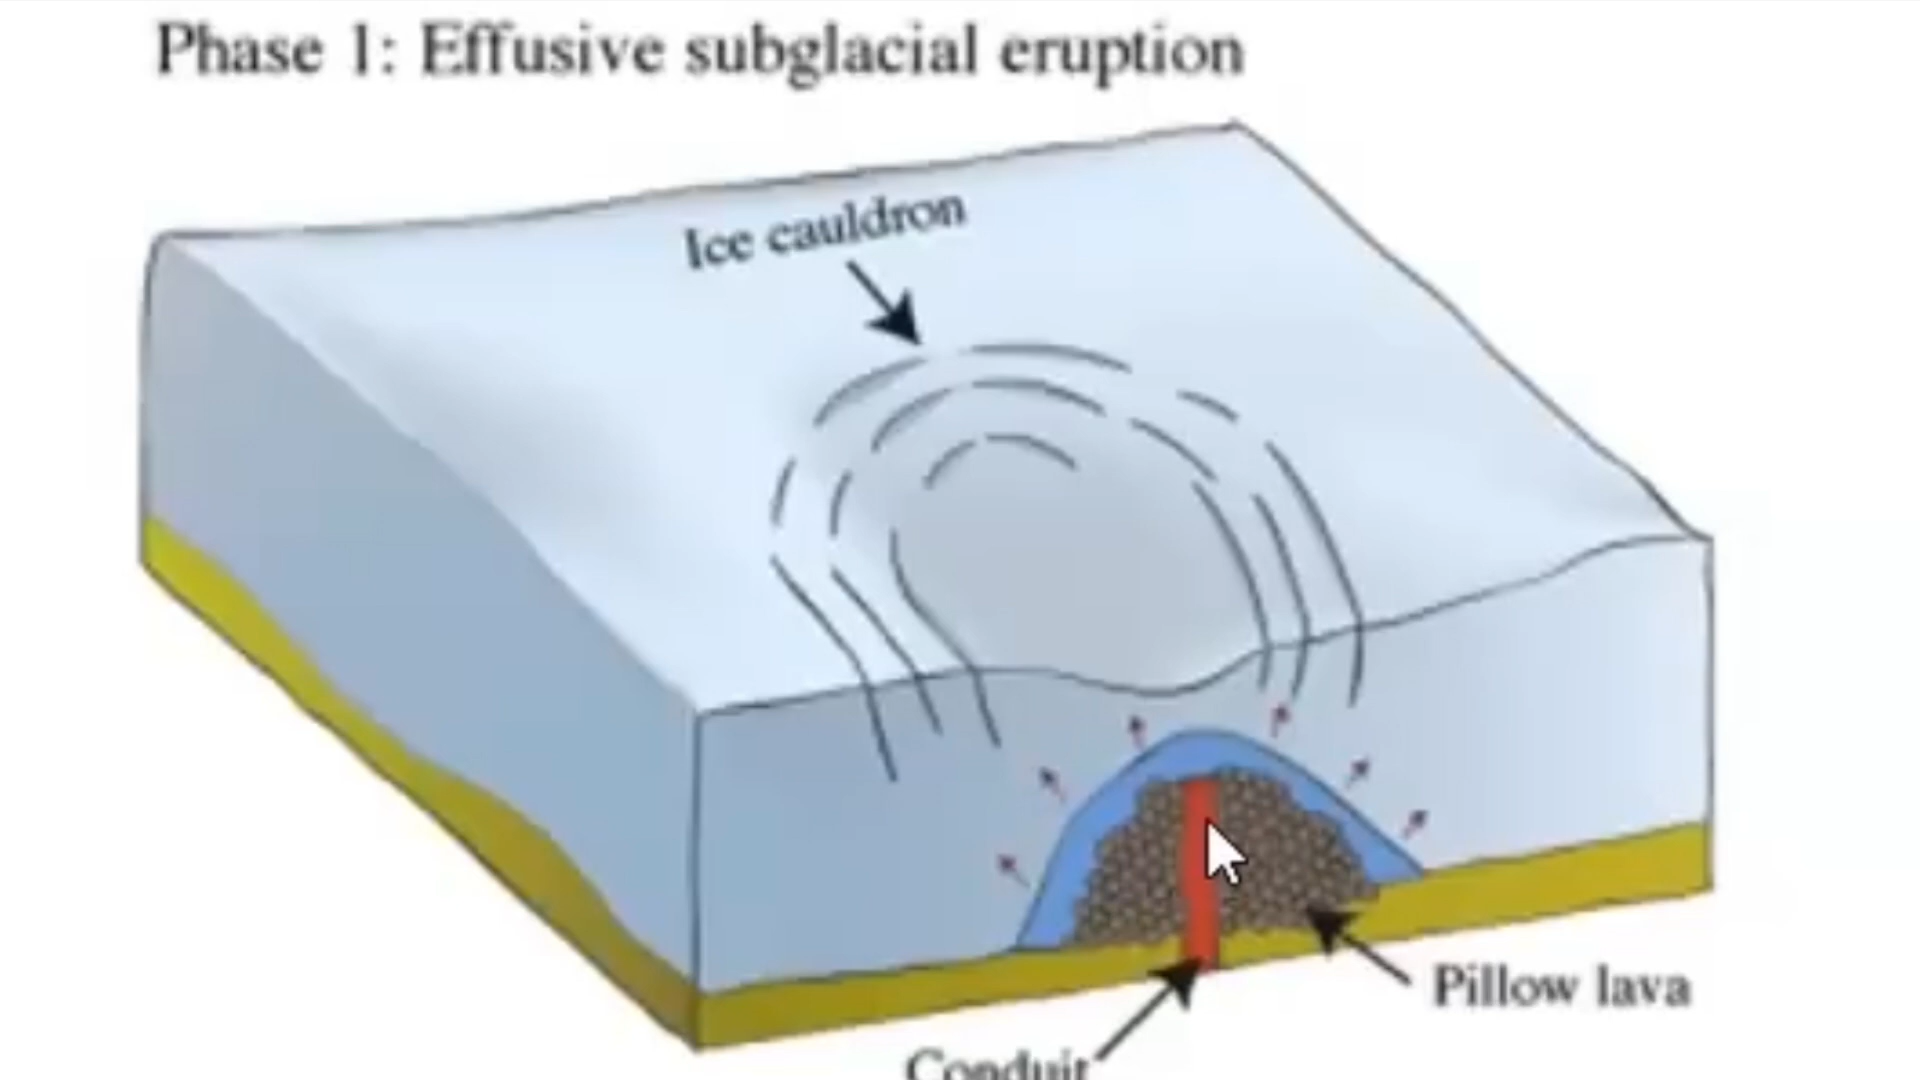 Phase 1: Effusive subglacial eruption
Ice cauldron
Pillow lava
Conduit